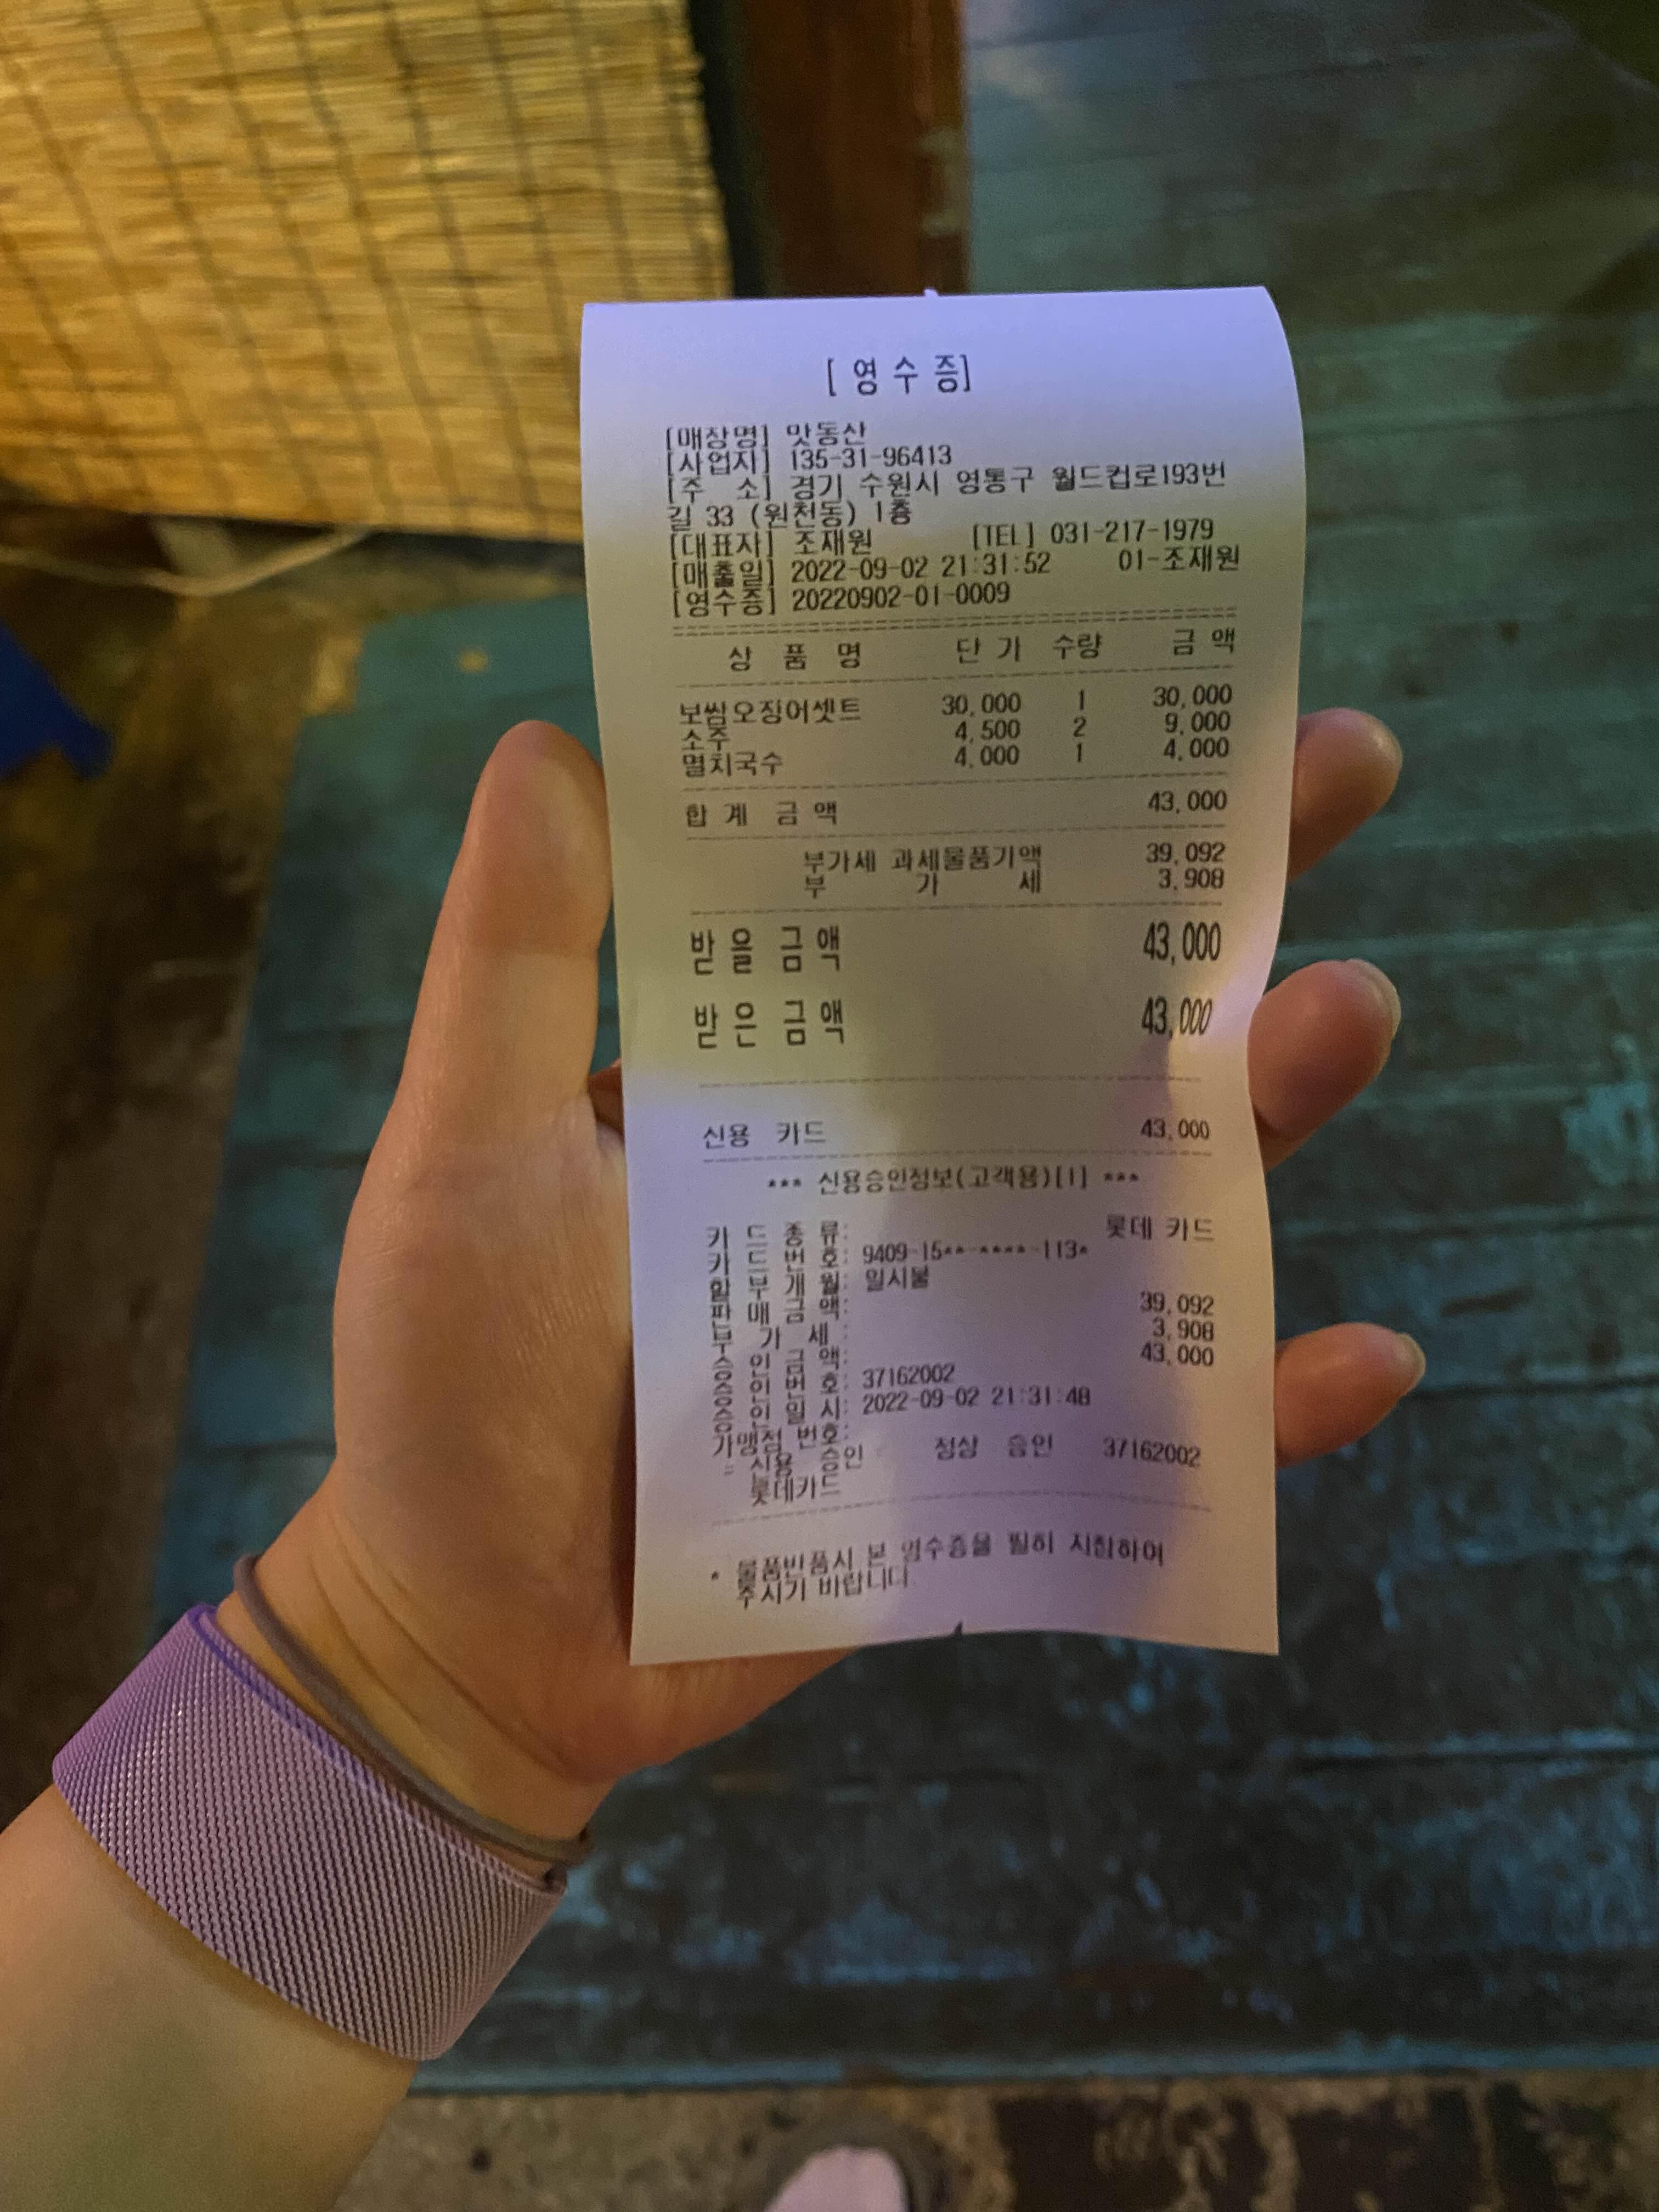 [ 영 수 증]
[매장명] 맛동산
[사업자] 135-31-96413
[주 소] 경기 수원시 영통구 월드컵로193번
길 33 (원천동) 1층
[대표자] 조재원 [TEL] 031-217-1979
[매출일] 2022-09-02 21:31:52 01-조재원
[영수증] 20220902-01-0009
상 품 명 단 가 수량 금 액
보쌈오징어셋트 30,000 1 30,000
소주 4,500 2 9,000
멸치국수 4,000 1 4,000
합 계 금 액 43,000
부가세 과세물품가액 39,092
부 가 세 3,908
받 을 금 액 43,000
받 은 금 액 43,000
신용 카드 43,000
*** 신용승인정보(고객용)[1] ***
카 드 종 류: 롯데 카드
카 드 번 호: 9409-15**-****-113*
할 부 개 월: 일시불
판 매 금 액: 39,092
부 가 세 : 3,908
승 인 금 액: 43,000
승 인 번 호: 37162002
승 인 일 시: 2022-09-02 21:31:48
가맹점 번호:
= 신용 승인 정상 승인 37162002
롯데카드
* 물품반품시 본 영수증을 필히 지참하여
주시기 바랍니다.